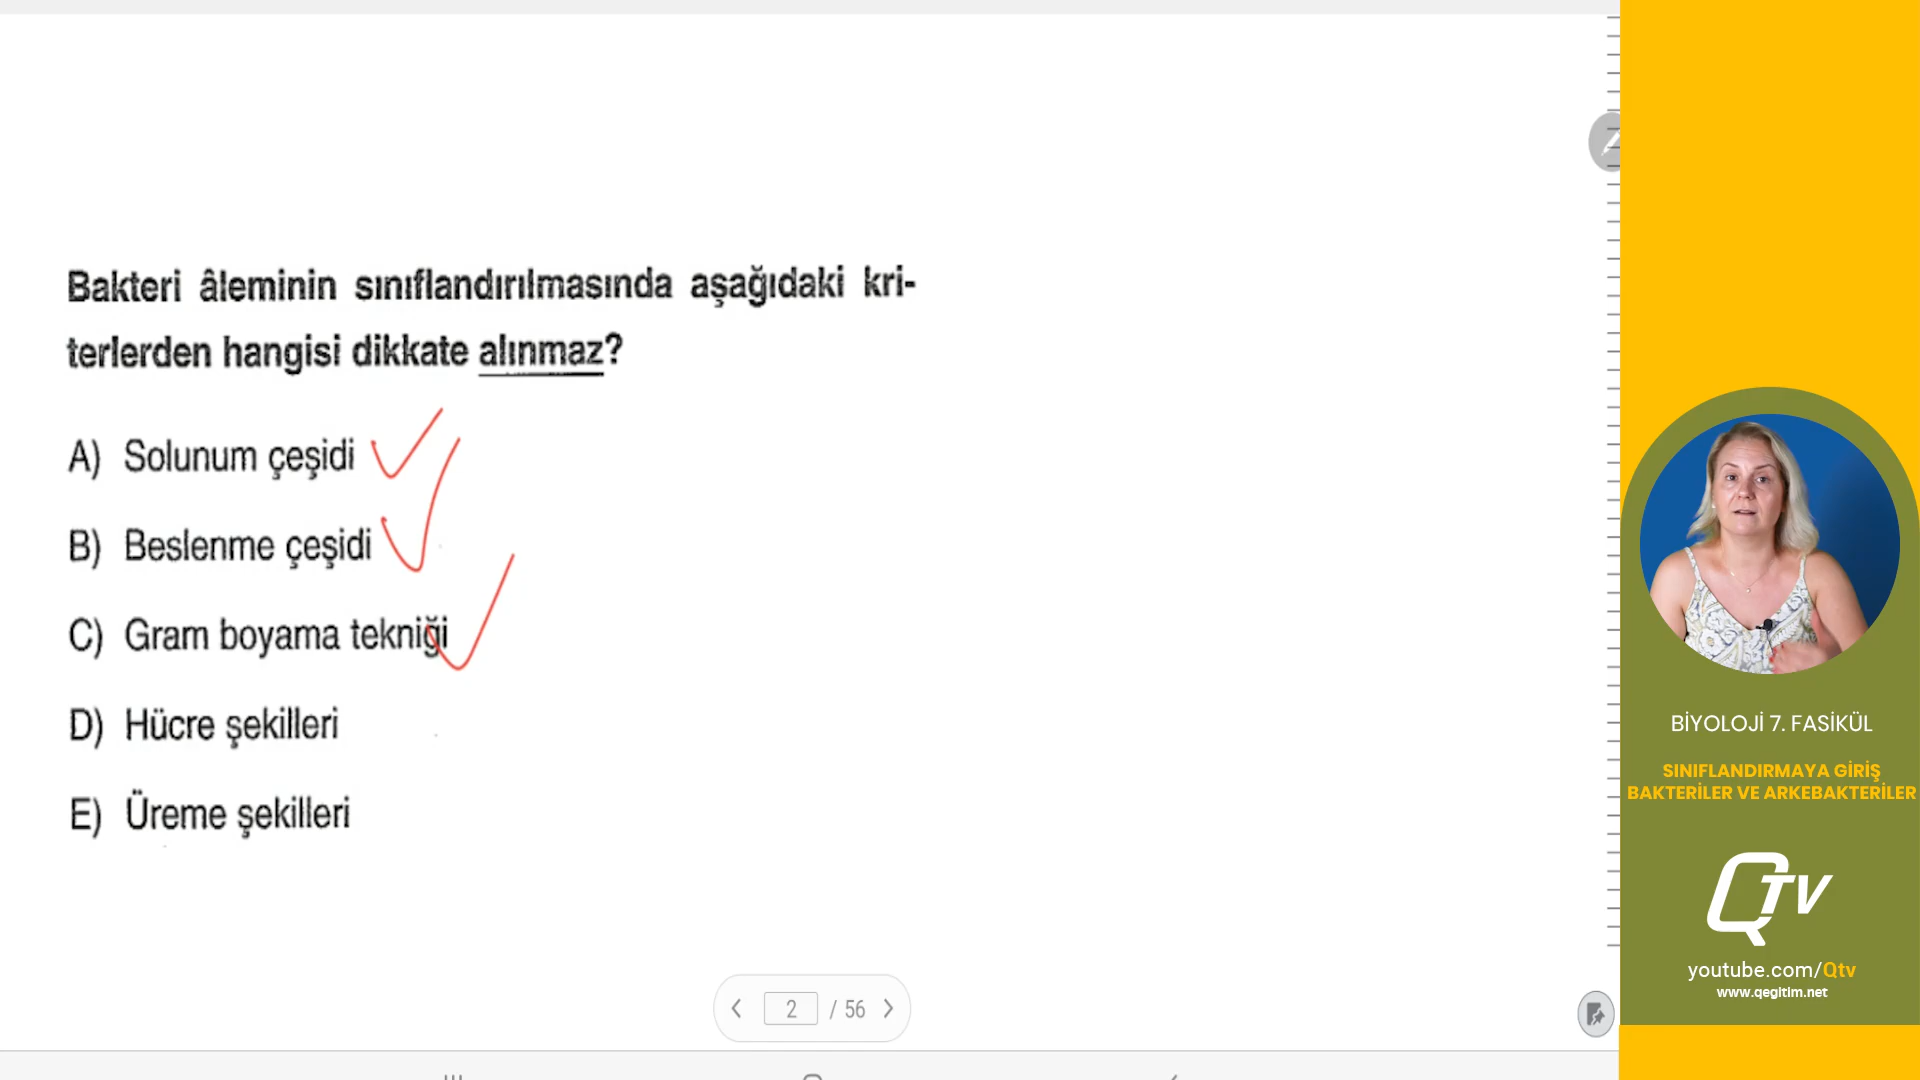 Bakteri âleminin sınıflandırılmasında aşağıdaki kri-
terlerden hangisi dikkate alınmaz?
A) Solunum çeşidi
B) Beslenme çeşidi
C) Gram boyama tekniği
D) Hücre şekilleri
E) Üreme şekilleri
2 / 56
BİYOLOJİ 7. FASİKÜL
SINIFLANDIRMAYA GİRİŞ
BAKTERİLER VE ARKEBAKTERİLER
QTV
youtube.com/Qtv
www.qegitim.net